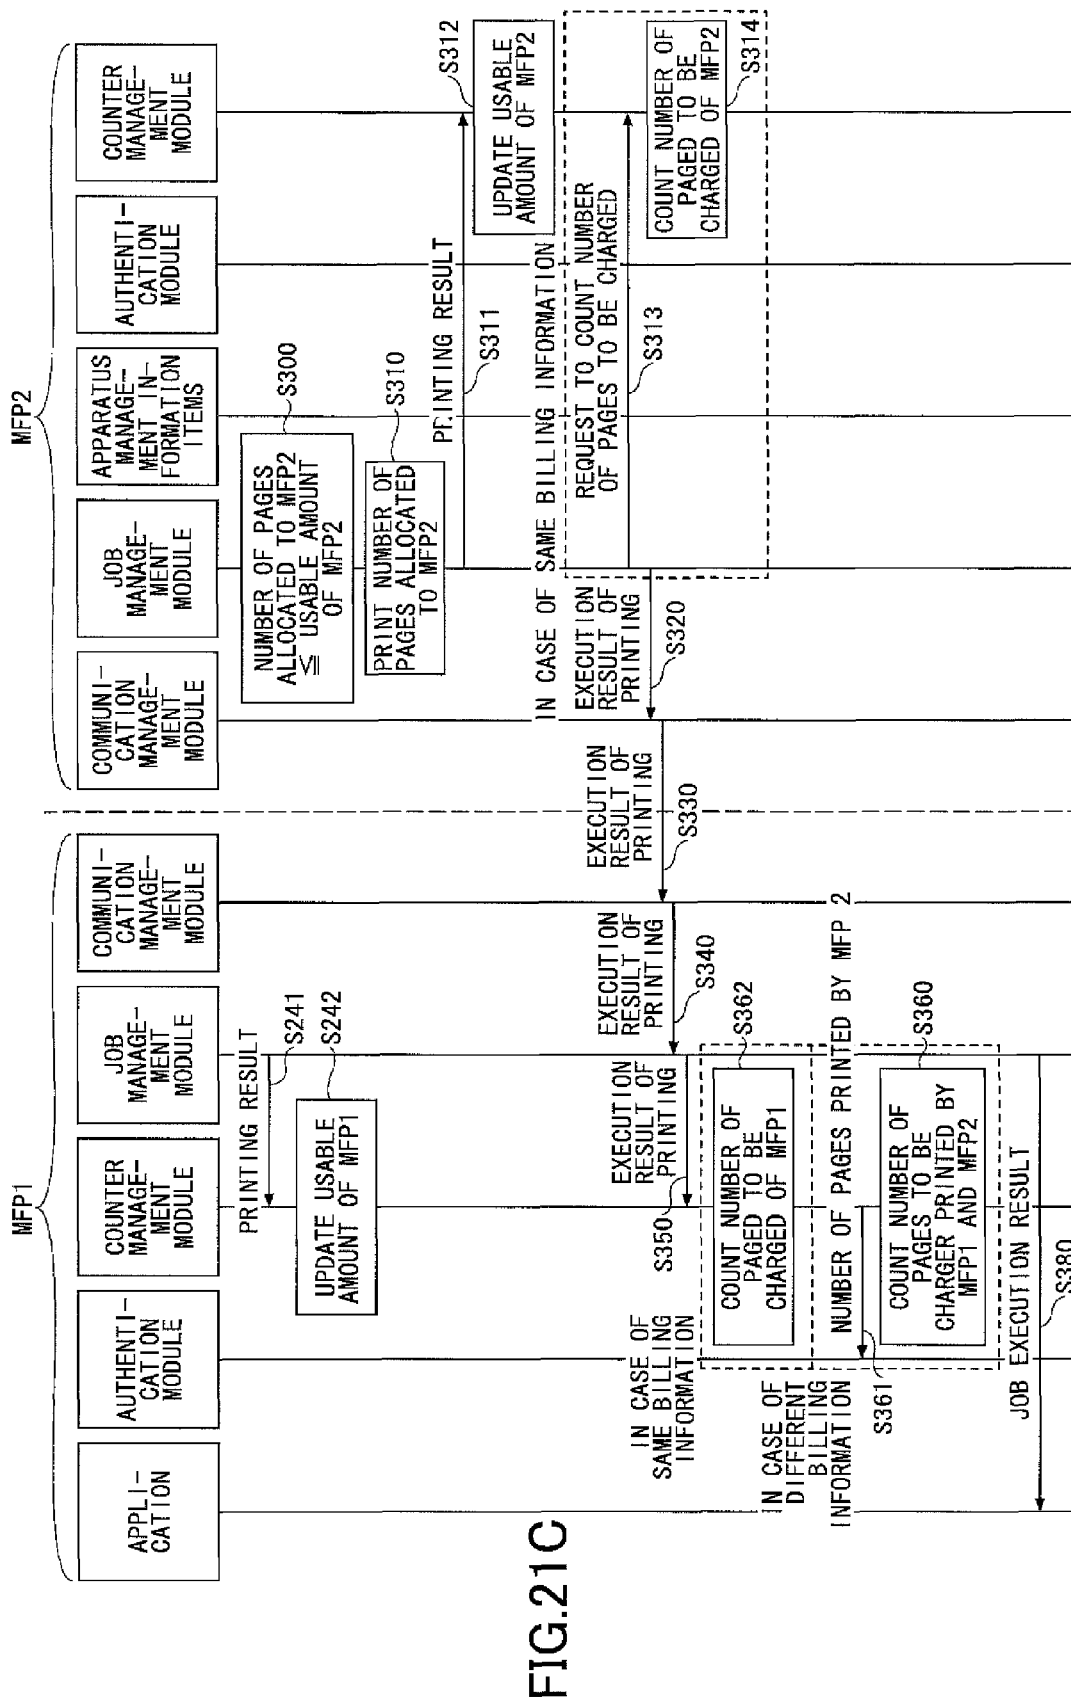 FIG.21C
MFP1
APPLI-
CATION
AUTHENTI-
CATION
MODULE
COUNTER
MANAGE-
MENT
MODULE
JOB
MANAGE-
MENT
MODULE
COMMUNI-
CATION
MANAGE-
MENT
MODULE
MFP2
COMMUNI-
CATION
MANAGE-
MENT
MODULE
JOB
MANAGE-
MENT
MODULE
APPARATUS
MANAGE-
MENT IN-
FORMATION
ITEMS
AUTHENTI-
CATION
MODULE
COUNTER
MANAGE-
MENT
MODULE
PRINTING RESULT
S241
UPDATE USABLE
AMOUNT OF MFP1
S242
NUMBER OF PAGES
ALLOCATED TO MFP2
≦ USABLE AMOUNT
OF MFP2
S300
PRINT NUMBER OF
PAGES ALLOCATED
TO MFP2
S310
PRINTING RESULT
S311
UPDATE USABLE
AMOUNT OF MFP2
S312
IN CASE OF SAME BILLING INFORMATION
REQUEST TO COUNT NUMBER
OF PAGES TO BE CHARGED
S313
COUNT NUMBER OF
PAGED TO BE
CHARGED OF MFP2
S314
EXECUTION
RESULT OF
PRINTING
S320
EXECUTION
RESULT OF
PRINTING
S330
EXECUTION
RESULT OF
PRINTING
S340
EXECUTION
RESULT OF
PRINTING
S350
IN CASE OF
SAME BILLING
INFORMATION
COUNT NUMBER OF
PAGED TO BE
CHARGED OF MFP1
S362
IN CASE OF
DIFFERENT
BILLING
INFORMATION
NUMBER OF PAGES PRINTED BY MFP 2
S361
COUNT NUMBER OF
PAGES TO BE
CHARGER PRINTED BY
MFP1 AND MFP2
S360
JOB EXECUTION RESULT
S380